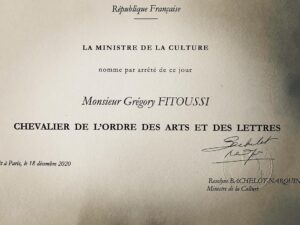 République Française
LA MINISTRE DE LA CULTURE
nomme par arrêté de ce jour
Monsieur Grégory FITOUSSI
CHEVALIER DE L'ORDRE DES ARTS ET DES LETTRES
t à Paris, le 18 décembre 2020
Roselyne BACHELOT-NARQUIN
Ministre de la Culture